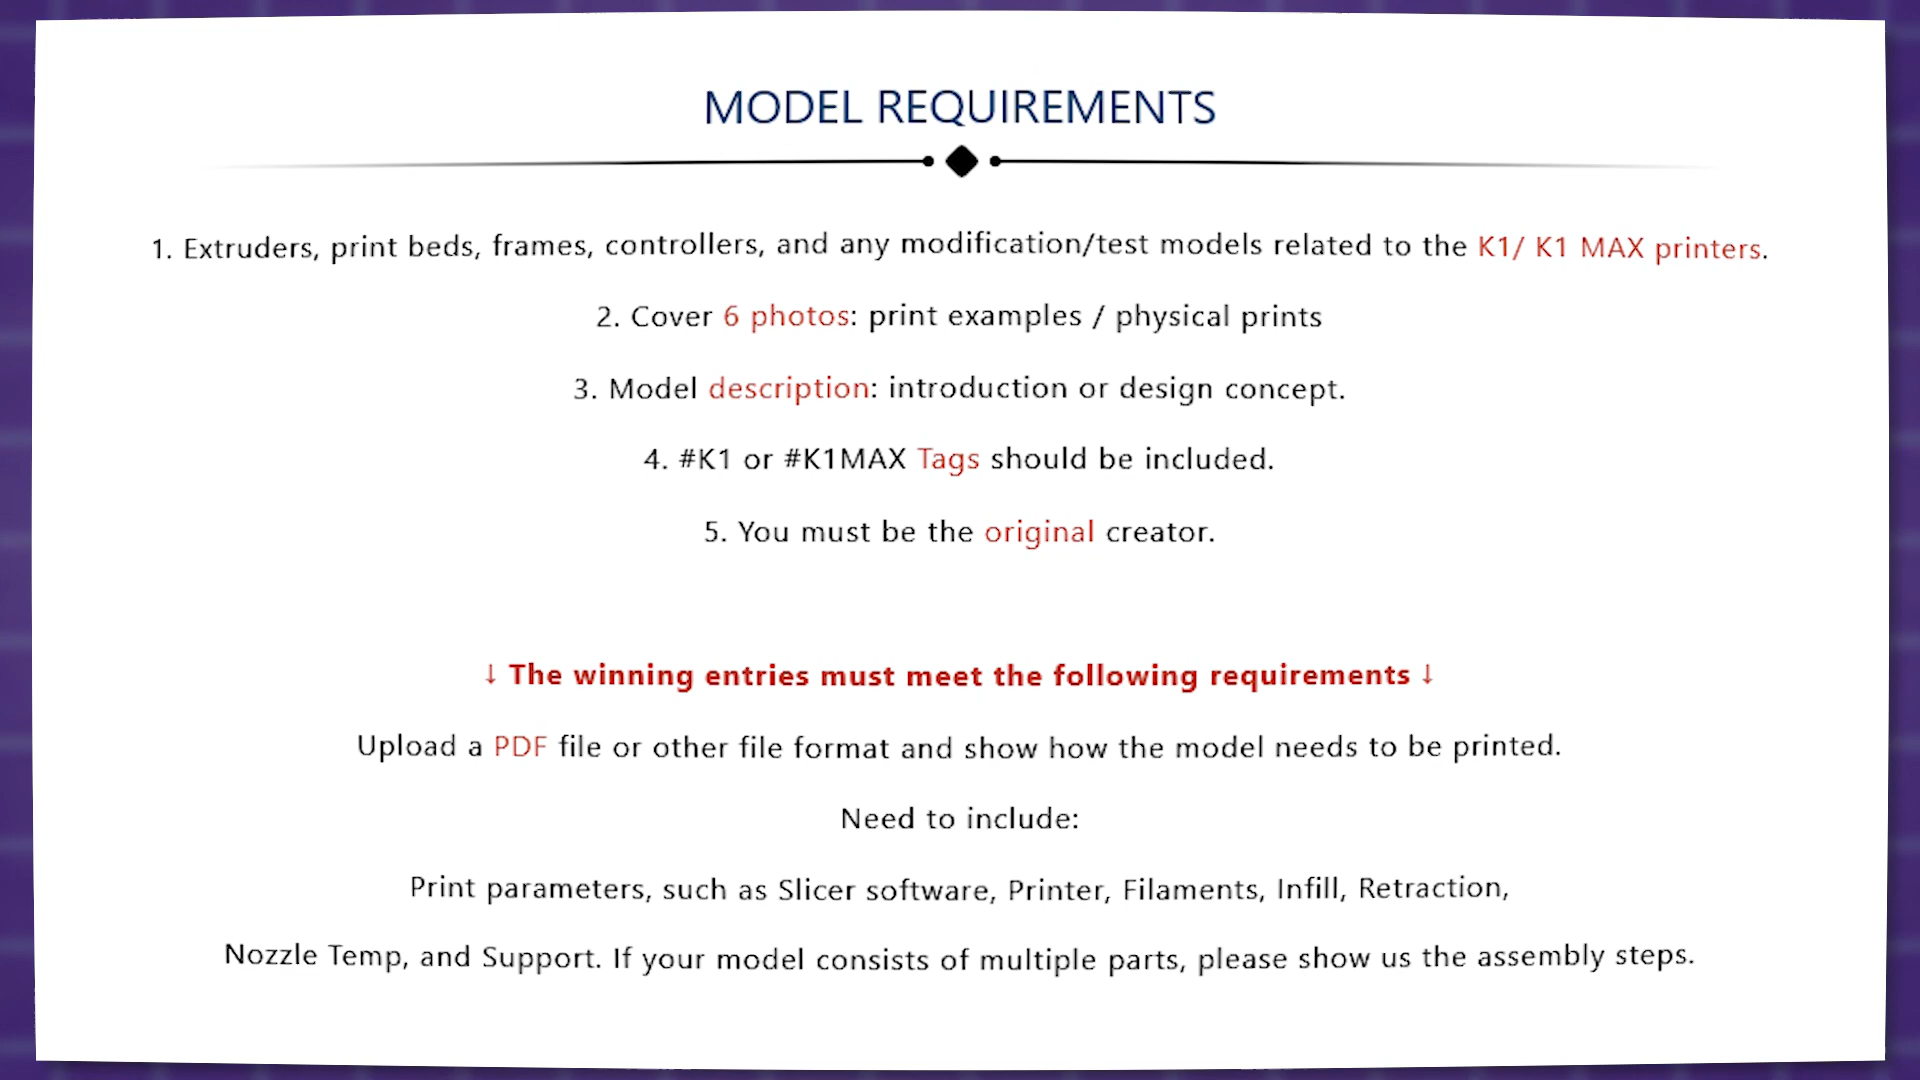 MODEL REQUIREMENTS
1. Extruders, print beds, frames, controllers, and any modification/test models related to the K1/ K1 MAX printers.
2. Cover 6 photos: print examples / physical prints
3. Model description: introduction or design concept.
4. #K1 or #K1MAX Tags should be included.
5. You must be the original creator.
↓ The winning entries must meet the following requirements ↓
Upload a PDF file or other file format and show how the model needs to be printed.
Need to include:
Print parameters, such as Slicer software, Printer, Filaments, Infill, Retraction,
Nozzle Temp, and Support. If your model consists of multiple parts, please show us the assembly steps.